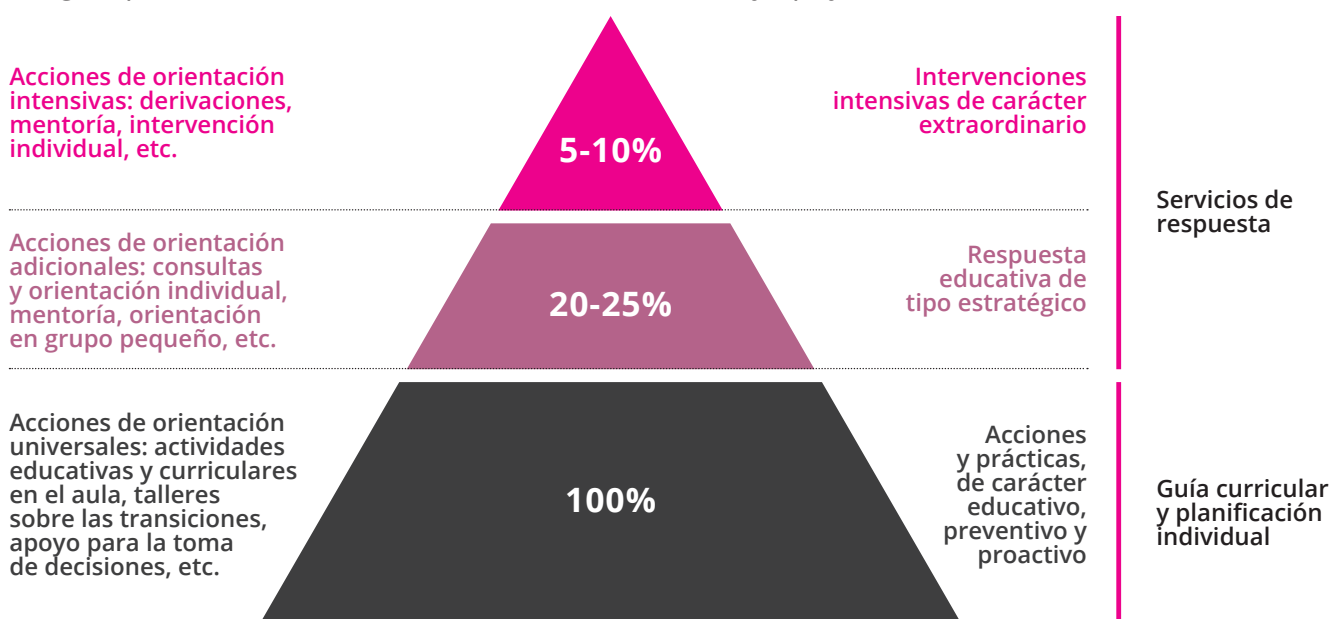 Acciones de orientación
intensivas: derivaciones,
mentoría, intervención
individual, etc.
5-10%
Intervenciones
intensivas de carácter
extraordinario
Acciones de orientación
adicionales: consultas
y orientación individual,
mentoría, orientación
en grupo pequeño, etc.
20-25%
Respuesta
educativa de
tipo estratégico
Servicios de
respuesta
Acciones de orientación
universales: actividades
educativas y curriculares
en el aula, talleres
sobre las transiciones,
apoyo para la toma
de decisiones, etc.
100%
Acciones
y prácticas,
de carácter
educativo,
preventivo y
proactivo
Guía curricular
y planificación
individual